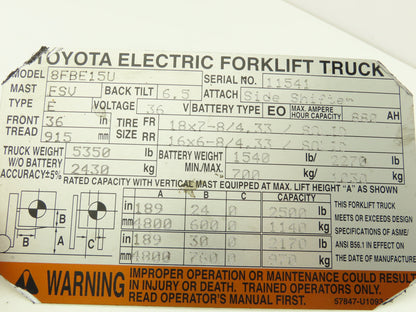 TOYOTA ELECTRIC FORKLIFT TRUCK
MODEL 8FBE15U SERIAL NO. 11541
MAST FSV BACK TILT 6.5 ATTACH Side Shifter
TYPE E VOLTAGE 36 V BATTERY TYPE EO MAX. AMPERE HOUR CAPACITY 880 AH
FRONT 36 in TIRE FR 18x7-8/4.33 / SOLID
TREAD 915 mm SIZE RR 16x6-8/4.33 / SOLID
TRUCK WEIGHT 5350 lb BATTERY WEIGHT 1540 lb / 2270 lb
W/O BATTERY 2430 kg MIN./MAX. 700 kg / 1030 kg
ACCURACY±5%
RATED CAPACITY WITH VERTICAL MAST EQUIPPED AT MAX. LIFT HEIGHT "A" AS SHOWN
A B C CAPACITY
in 189 24 0 2500 lb
mm 4800 600 0 1140 kg
in 189 30 0 2170 lb
mm 4800 760 0 970 kg
B
A
B
THIS FORKLIFT TRUCK
MEETS OR EXCEEDS DESIGN
SPECIFICATIONS OF ASME/
ANSI B56.1 IN EFFECT ON
THE DATE OF MANUFACTURE.
WARNING
IMPROPER OPERATION OR MAINTENANCE COULD RESULT
IN INJURY OR DEATH. TRAINED OPERATORS ONLY.
READ OPERATOR'S MANUAL FIRST.